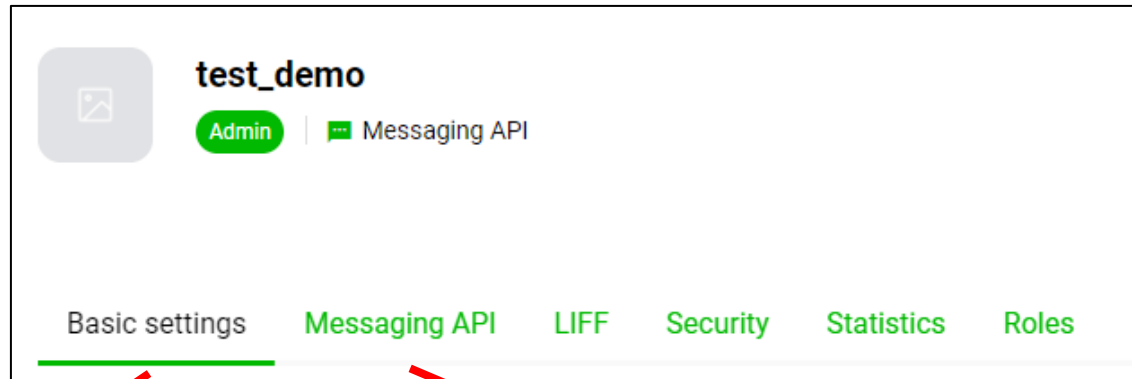 test_demo
Admin Messaging API
Basic settings Messaging API LIFF Security Statistics Roles